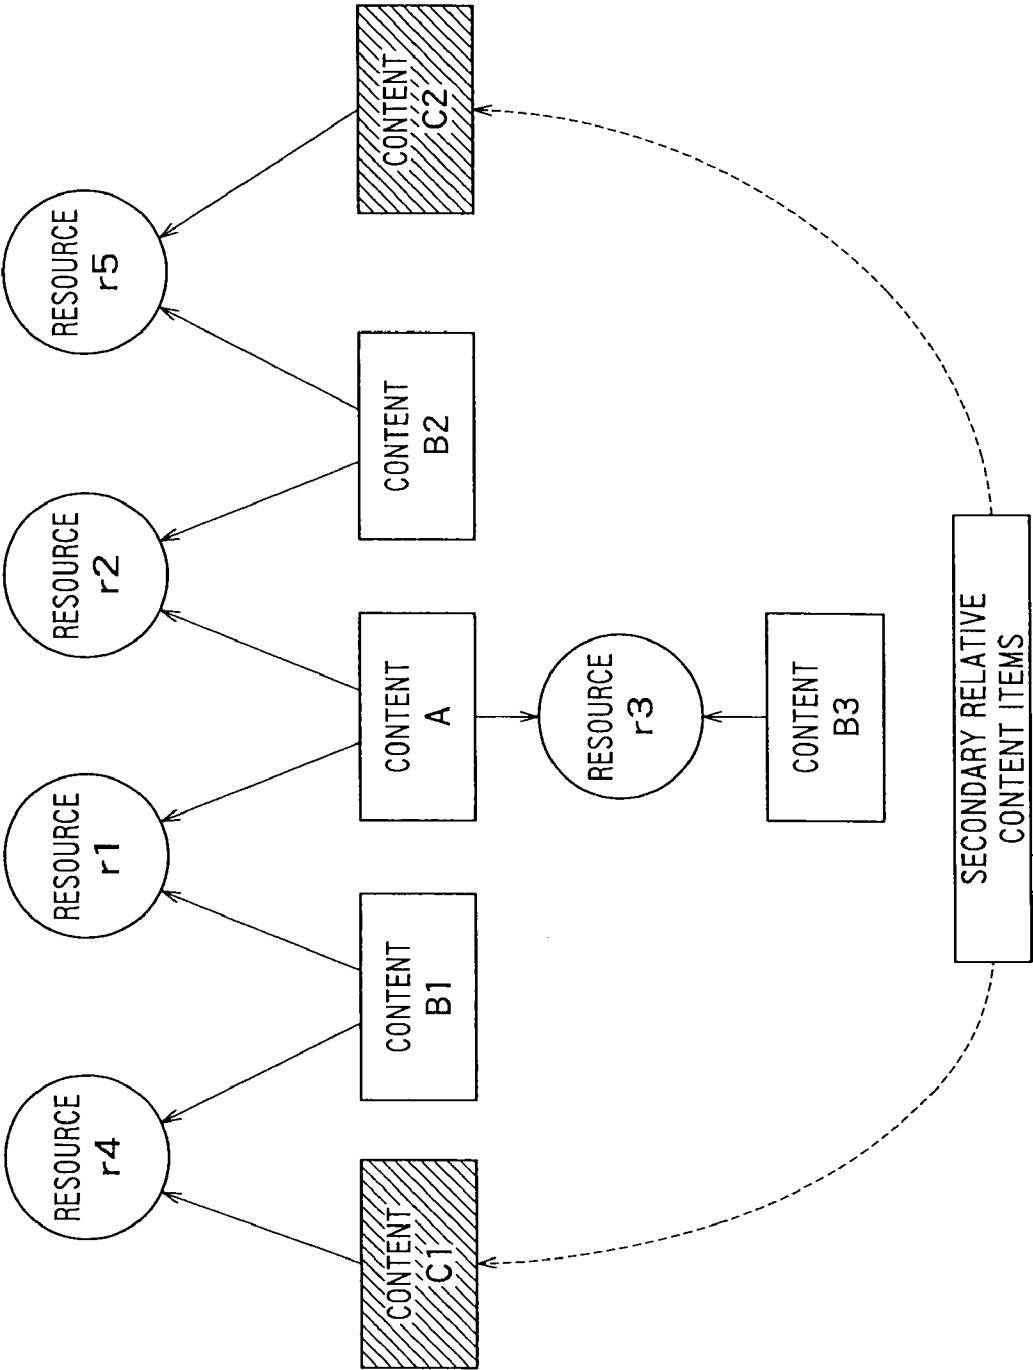 RESOURCE
r4
RESOURCE
r1
RESOURCE
r2
RESOURCE
r5
CONTENT
C1
CONTENT
B1
CONTENT
A
CONTENT
B2
CONTENT
C2
RESOURCE
r3
CONTENT
B3
SECONDARY RELATIVE
CONTENT ITEMS